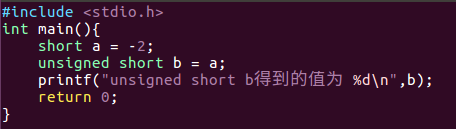 #include <stdio.h>
int main(){
    short a = -2;
    unsigned short b = a;
    printf("unsigned short b得到的值为 %d\n",b);
    return 0;
}